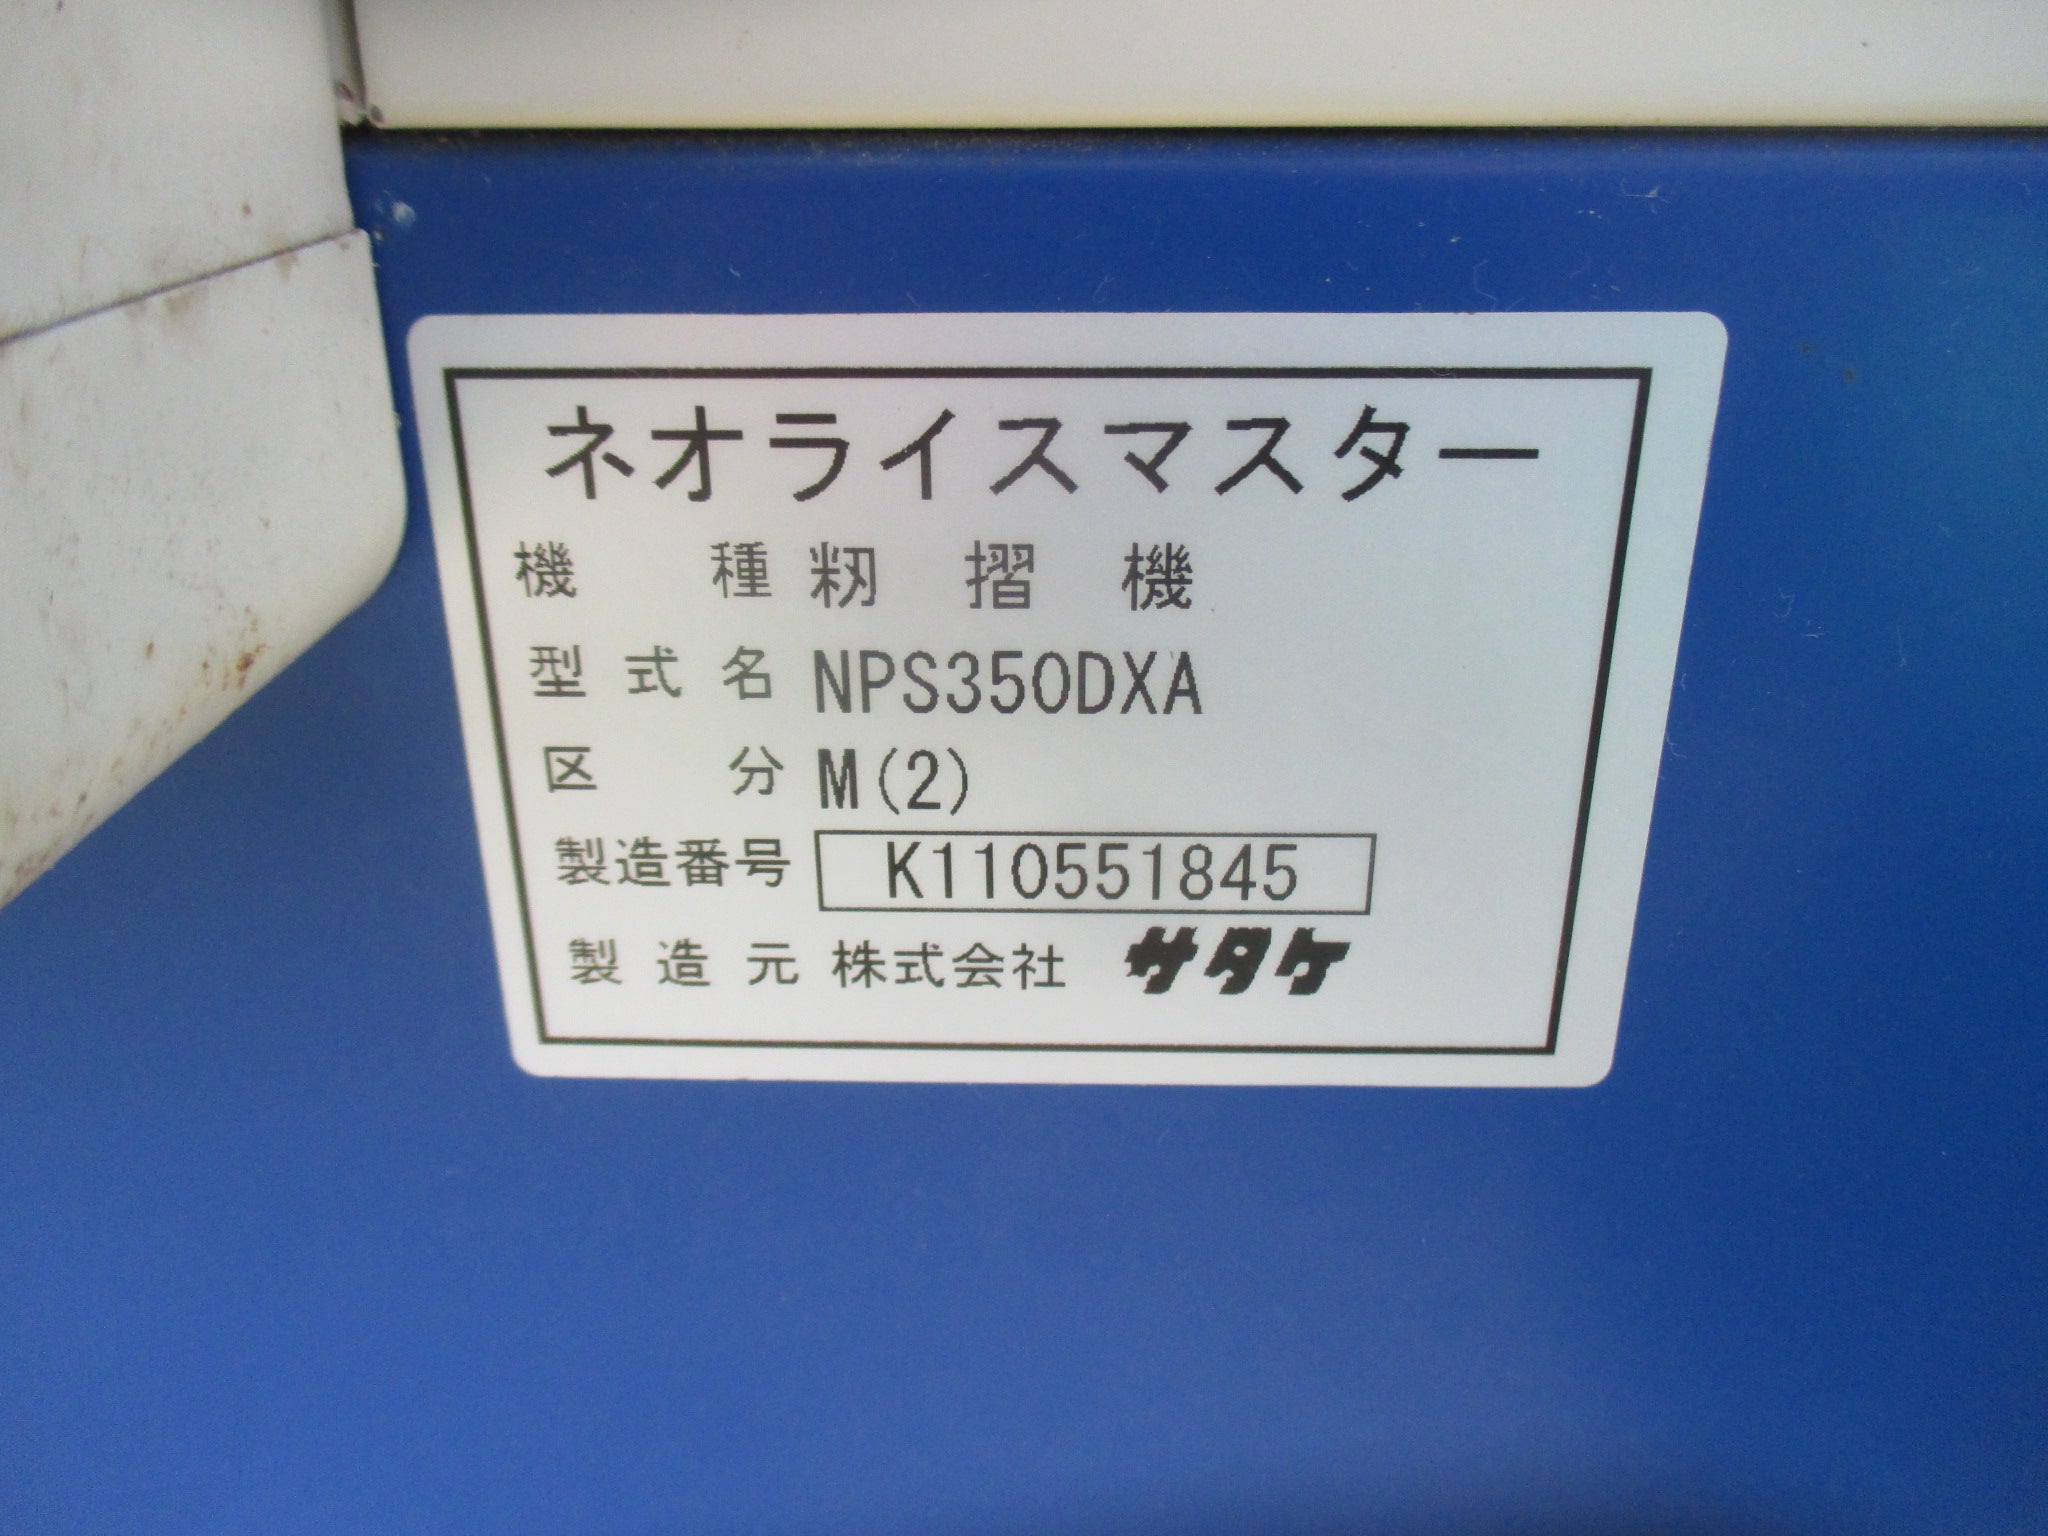 ネオライスマスター
機種 籾摺機
型式名 NPS350DXA
区分 M(2)
製造番号 K110551845
製造元 株式会社 サタケ